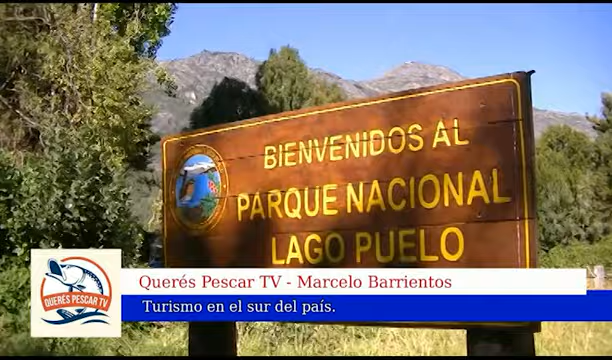 BIENVENIDOS AL
PARQUE NACIONAL
LAGO PUELO
QUERÉS PESCAR TV
Querés Pescar TV - Marcelo Barrientos
Turismo en el sur del país.